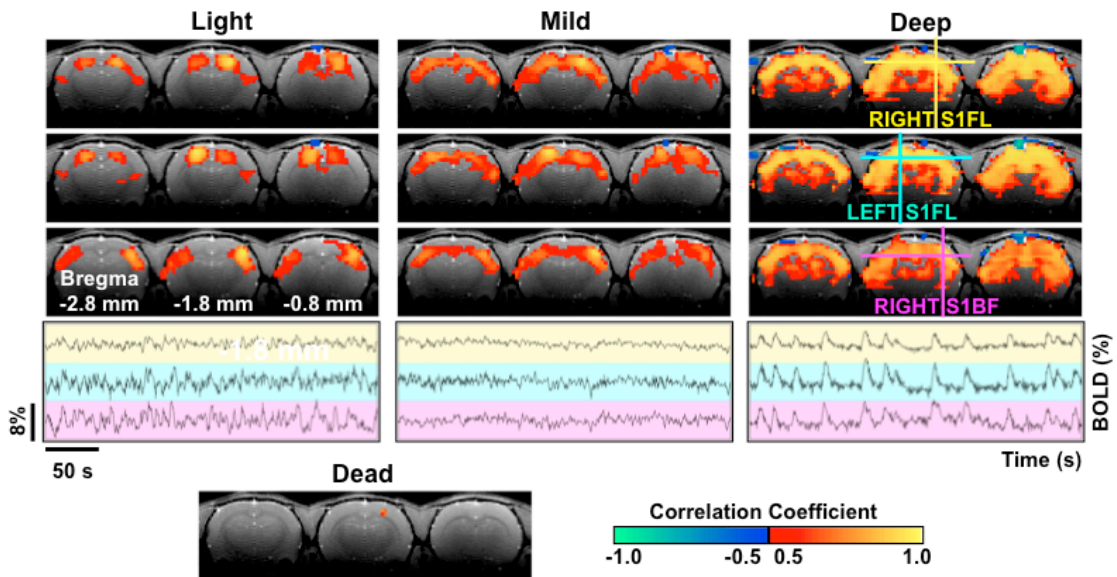 Light Mild Deep
RIGHT S1FL
LEFT S1FL
Bregma
-2.8 mm -1.8 mm -0.8 mm
RIGHT S1BF
-1.8 mm
8%
BOLD (%)
50 s
Time (s)
Dead
Correlation Coefficient
-1.0 -0.5 0.5 1.0